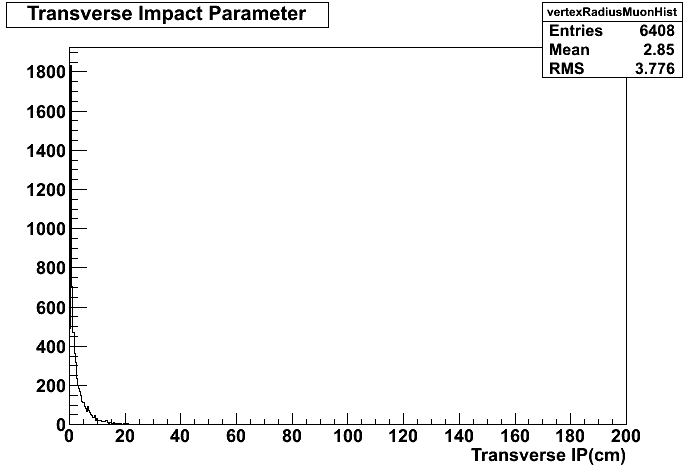 Transverse Impact Parameter
vertexRadiusMuonHist
Entries 6408
Mean 2.85
RMS 3.776
1800
1600
1400
1200
1000
800
600
400
200
0
0 20 40 60 80 100 120 140 160 180 200
Transverse IP(cm)